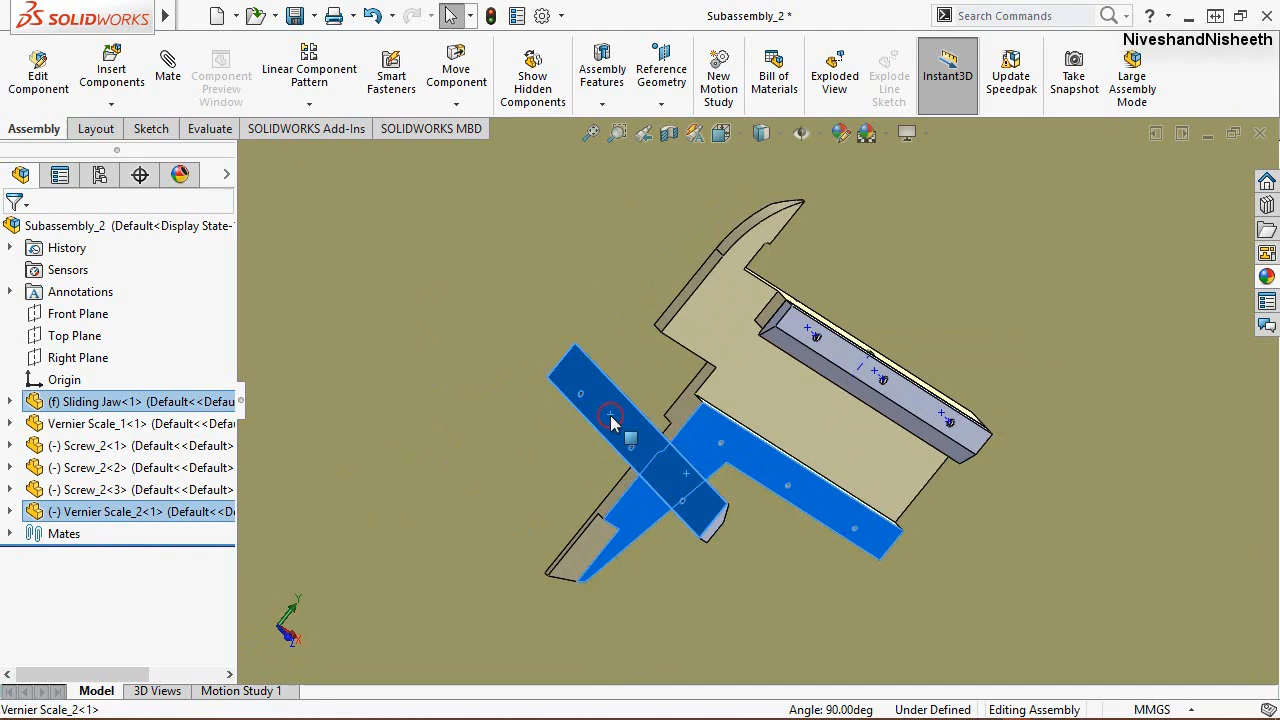 SOLIDWORKS
Subassembly_2 *
Search Commands
NiveshandNisheeth
Edit Component
Insert Components
Mate
Component Preview Window
Linear Component Pattern
Smart Fasteners
Move Component
Show Hidden Components
Assembly Features
Reference Geometry
New Motion Study
Bill of Materials
Exploded View
Explode Line Sketch
Instant3D
Update Speedpak
Take Snapshot
Large Assembly Mode
Assembly
Layout
Sketch
Evaluate
SOLIDWORKS Add-Ins
SOLIDWORKS MBD
Subassembly_2 (Default<Display State-
History
Sensors
Annotations
Front Plane
Top Plane
Right Plane
Origin
(f) Sliding Jaw<1> (Default<<Defau
Vernier Scale_1<1> (Default<<Defa
(-) Screw_2<1> (Default<<Default>
(-) Screw_2<2> (Default<<Default>
(-) Screw_2<3> (Default<<Default>
(-) Vernier Scale_2<1> (Default<<D
Mates
Y
X
Z
Model
3D Views
Motion Study 1
Vernier Scale_2<1>
Angle: 90.00deg
Under Defined
Editing Assembly
MMGS